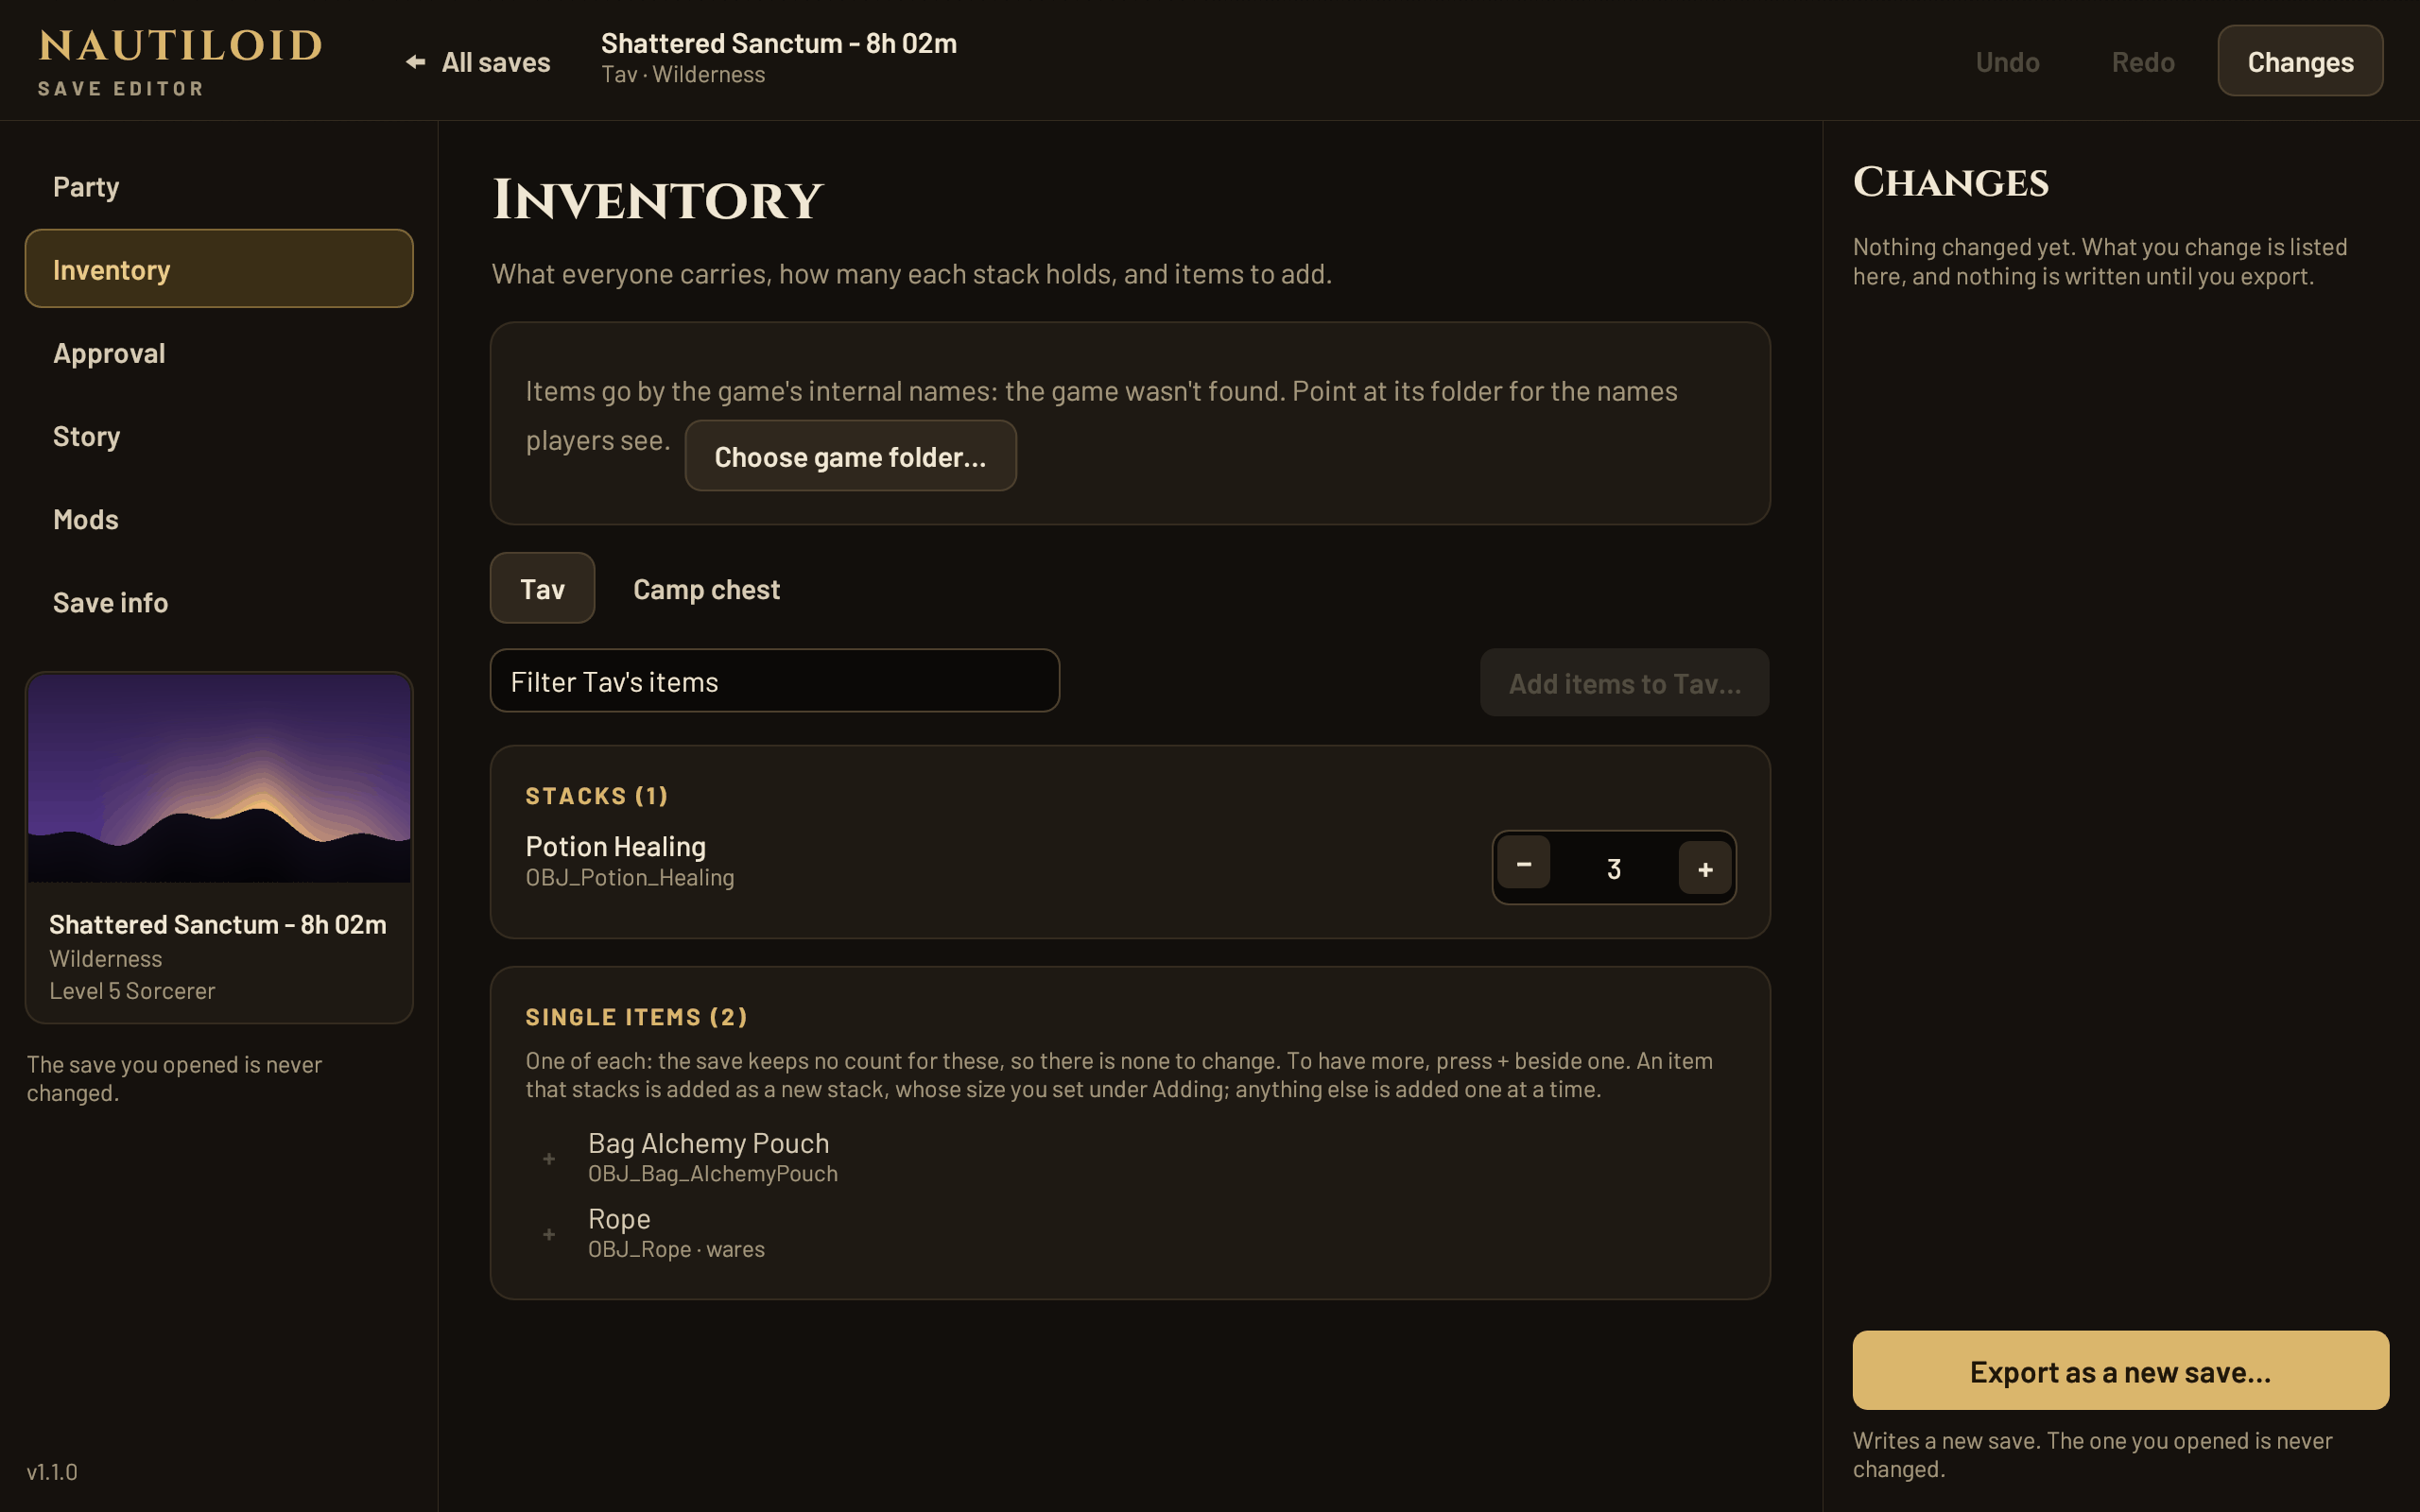 NAUTILOID
SAVE EDITOR
All saves
Shattered Sanctum - 8h 02m
Tav · Wilderness
Undo
Redo
Changes
Party
Inventory
Approval
Story
Mods
Save info
Shattered Sanctum - 8h 02m
Wilderness
Level 5 Sorcerer
The save you opened is never
changed.
v1.1.0
INVENTORY
What everyone carries, how many each stack holds, and items to add.
Items go by the game's internal names: the game wasn't found. Point at its folder for the names
players see. Choose game folder...
Tav
Camp chest
Filter Tav's items
Add items to Tav...
STACKS (1)
Potion Healing
OBJ_Potion_Healing
− 3 +
SINGLE ITEMS (2)
One of each: the save keeps no count for these, so there is none to change. To have more, press + beside one. An item
that stacks is added as a new stack, whose size you set under Adding; anything else is added one at a time.
+ Bag Alchemy Pouch
OBJ_Bag_AlchemyPouch
+ Rope
OBJ_Rope · wares
CHANGES
Nothing changed yet. What you change is listed
here, and nothing is written until you export.
Export as a new save...
Writes a new save. The one you opened is never
changed.